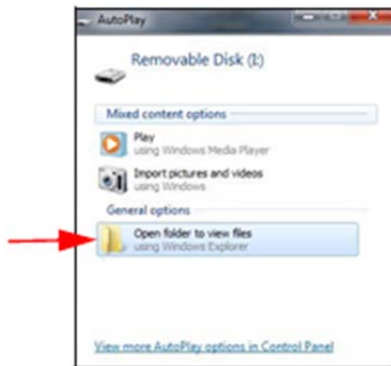 AutoPlay
Removable Disk (I:)
Mixed content options
Play
using Windows Media Player
Import pictures and videos
using Windows
General options
Open folder to view files
using Windows Explorer
View more AutoPlay options in Control Panel